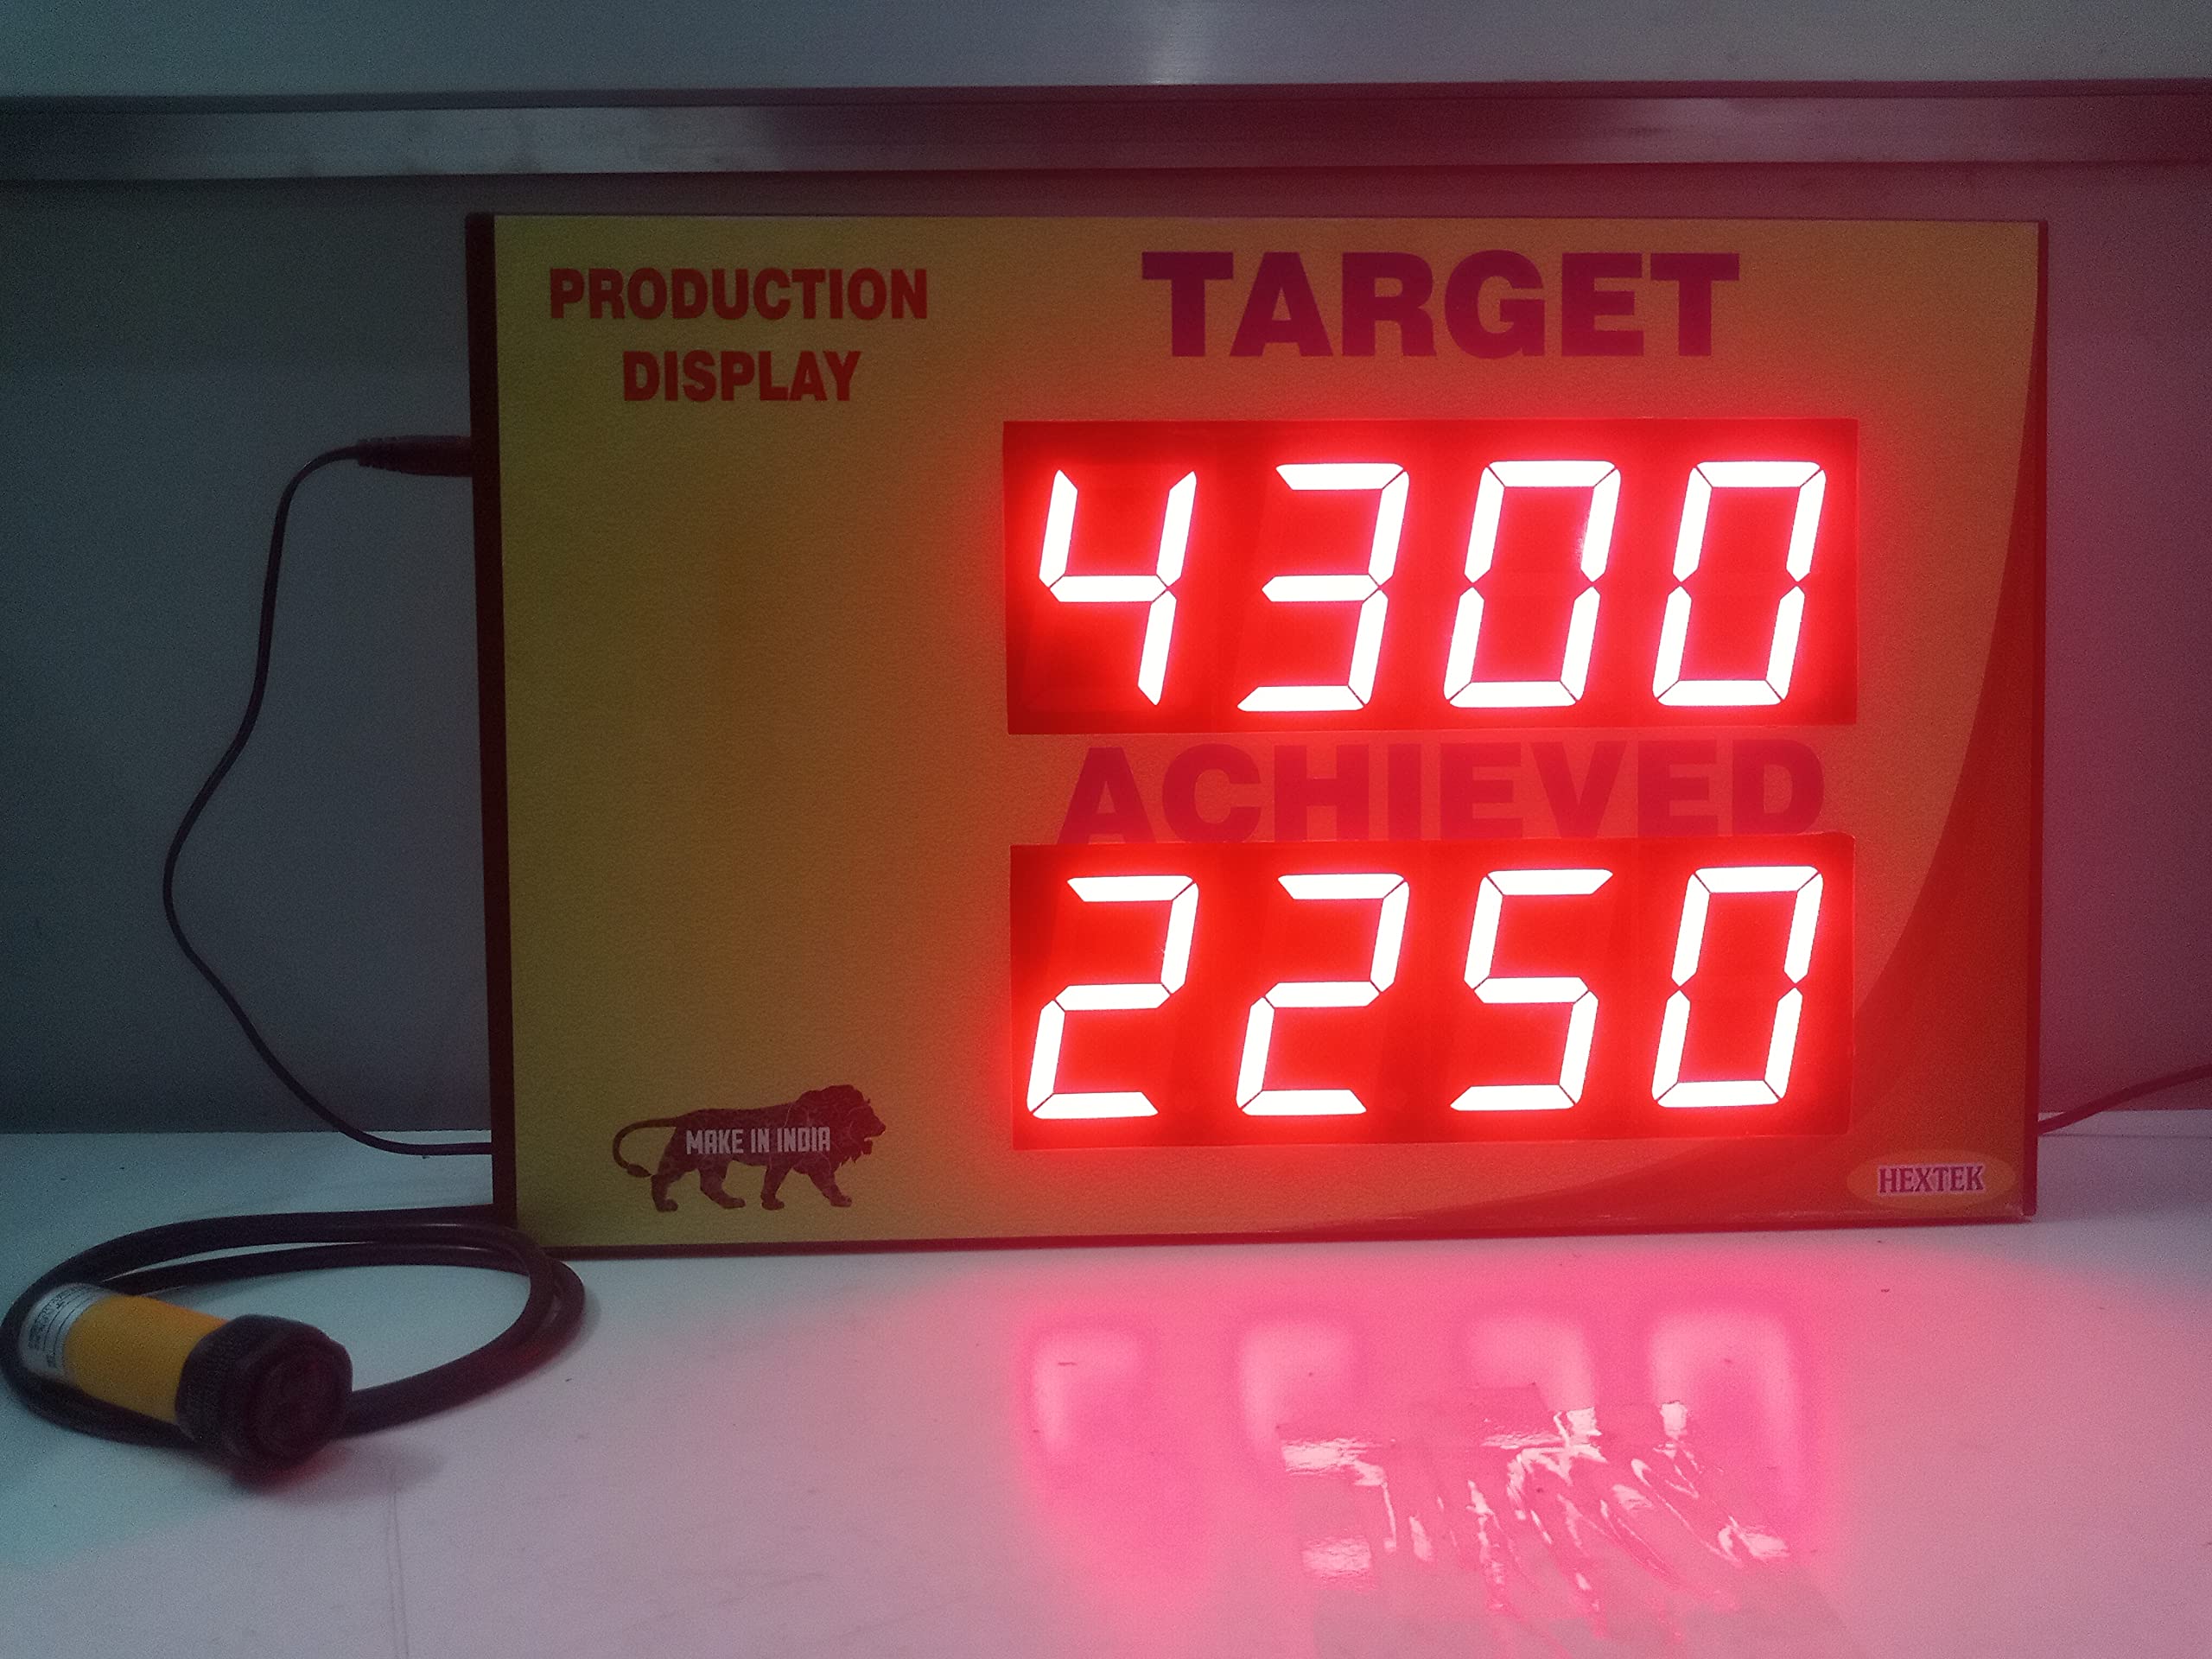 PRODUCTION
DISPLAY
TARGET
4300
ACHIEVED
2250
MAKE IN INDIA
HEXTEK